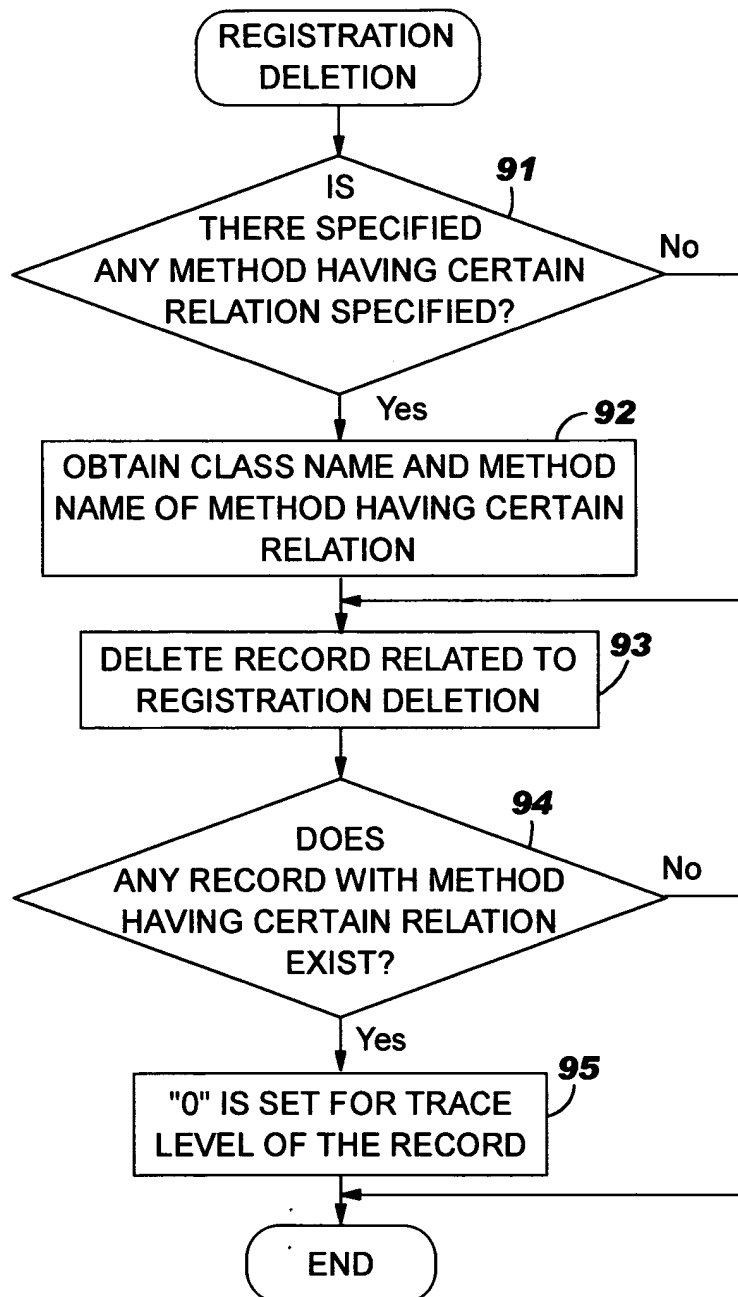 REGISTRATION
DELETION
91
IS
THERE SPECIFIED
ANY METHOD HAVING CERTAIN
RELATION SPECIFIED?
No
Yes
92
OBTAIN CLASS NAME AND METHOD
NAME OF METHOD HAVING CERTAIN
RELATION
DELETE RECORD RELATED TO
REGISTRATION DELETION
93
94
DOES
ANY RECORD WITH METHOD
HAVING CERTAIN RELATION
EXIST?
No
Yes
95
"0" IS SET FOR TRACE
LEVEL OF THE RECORD
END